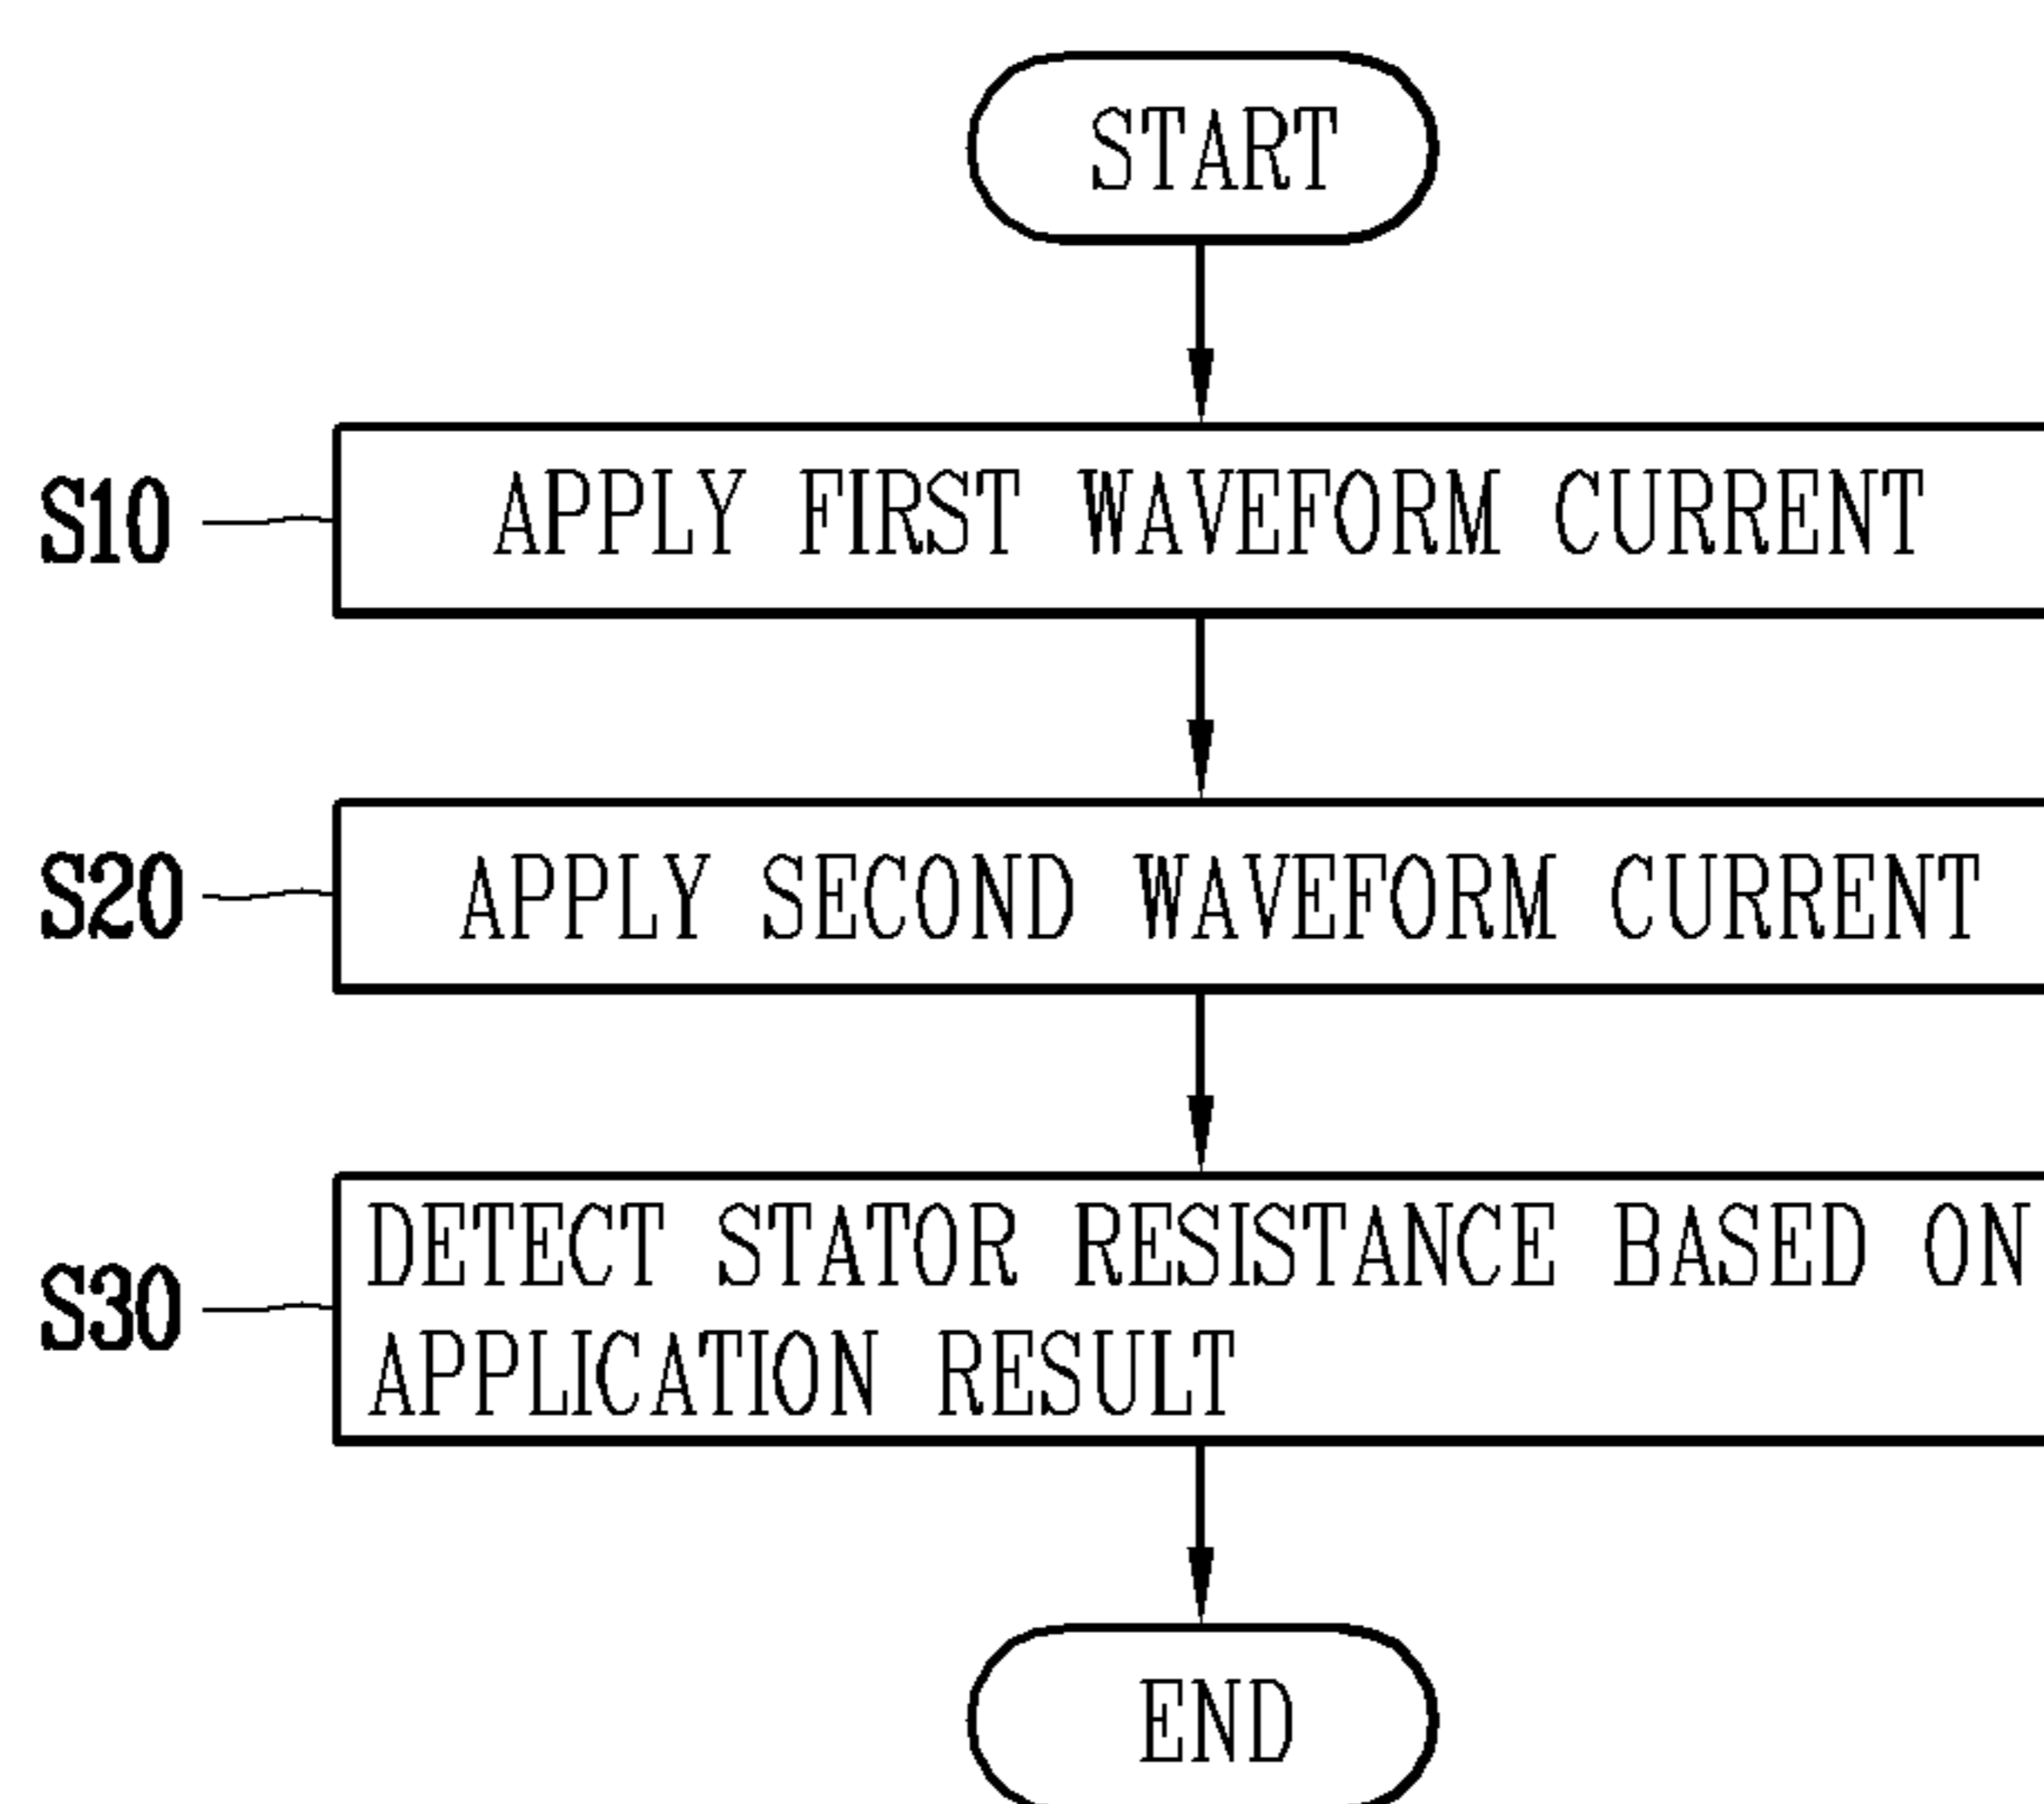 START
S10
APPLY FIRST WAVEFORM CURRENT
S20
APPLY SECOND WAVEFORM CURRENT
S30
DETECT STATOR RESISTANCE BASED ON
APPLICATION RESULT
END